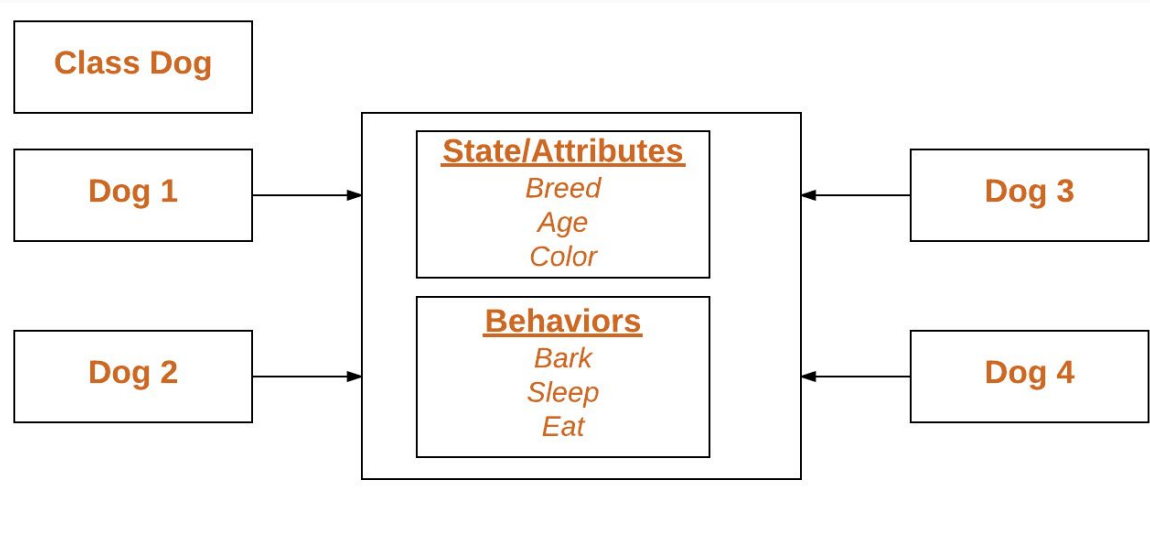 Class Dog
Dog 1
Dog 2
State/Attributes
Breed
Age
Color
Behaviors
Bark
Sleep
Eat
Dog 3
Dog 4